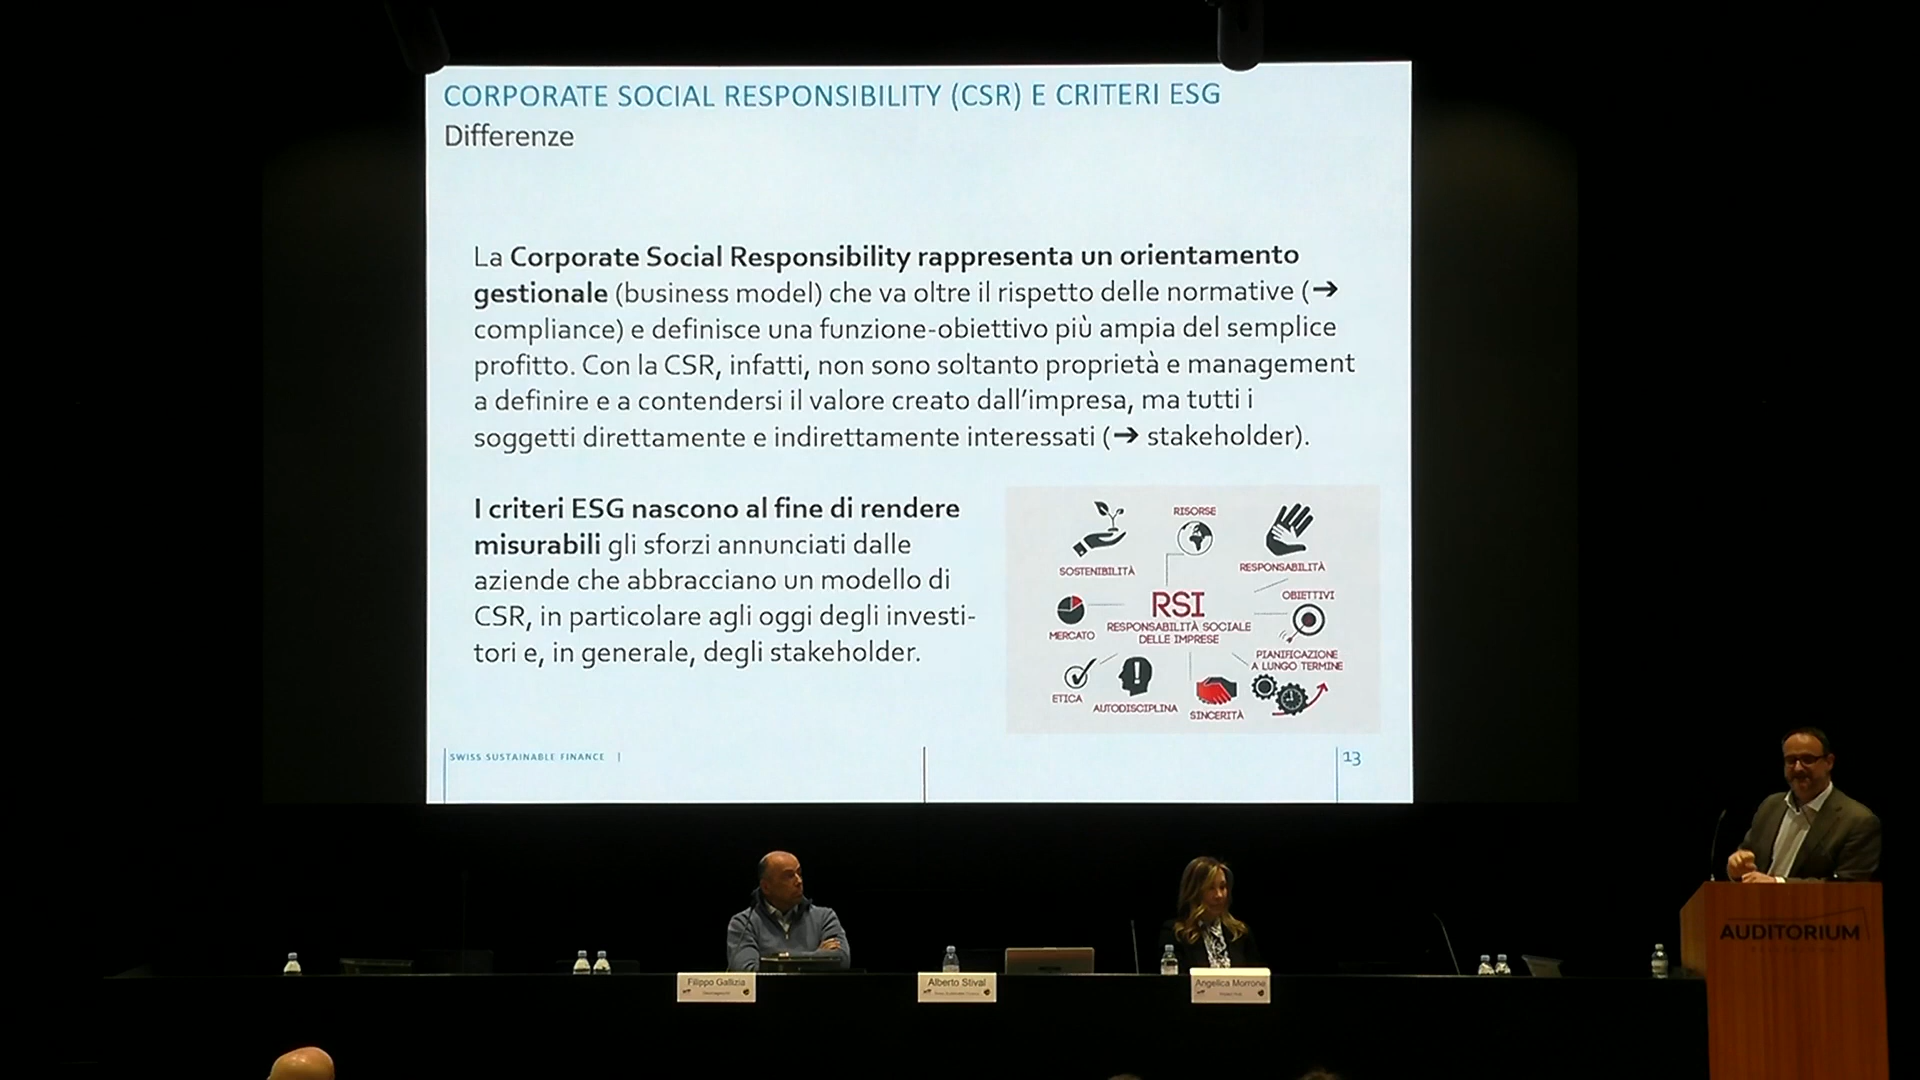 CORPORATE SOCIAL RESPONSIBILITY (CSR) E CRITERI ESG
Differenze
La Corporate Social Responsibility rappresenta un orientamento
gestionale (business model) che va oltre il rispetto delle normative (➔
compliance) e definisce una funzione-obiettivo più ampia del semplice
profitto. Con la CSR, infatti, non sono soltanto proprietà e management
a definire e a contendersi il valore creato dall'impresa, ma tutti i
soggetti direttamente e indirettamente interessati (➔ stakeholder).
I criteri ESG nascono al fine di rendere
misurabili gli sforzi annunciati dalle
aziende che abbracciano un modello di
CSR, in particolare agli oggi degli investi-
tori e, in generale, degli stakeholder.
RISORSE
SOSTENIBILITÀ
RESPONSABILITÀ
OBIETTIVI
RSI
RESPONSABILITÀ SOCIALE
DELLE IMPRESE
MERCATO
PIANIFICAZIONE
A LUNGO TERMINE
ETICA
AUTODISCIPLINA
SINCERITÀ
SWISS SUSTAINABLE FINANCE |
13
AUDITORIUM
Filippo Gallizia
Alberto Stival
Angelica Morrone